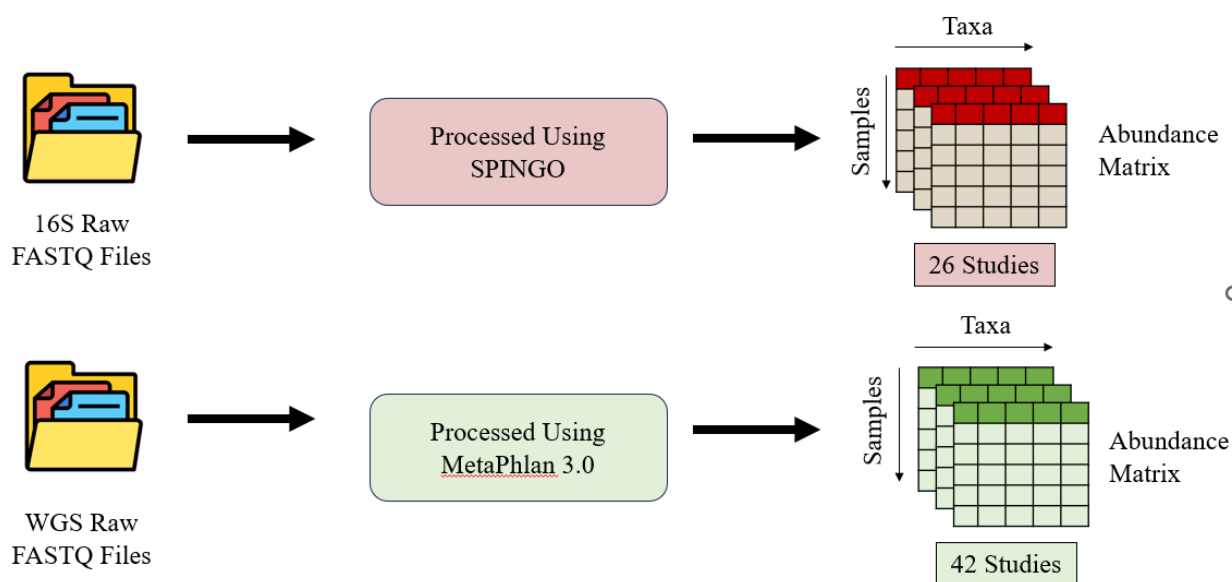 Taxa
Samples
16S Raw
FASTQ Files
Processed Using
SPINGO
Abundance
Matrix
26 Studies
Taxa
Samples
WGS Raw
FASTQ Files
Processed Using
MetaPhlan 3.0
Abundance
Matrix
42 Studies